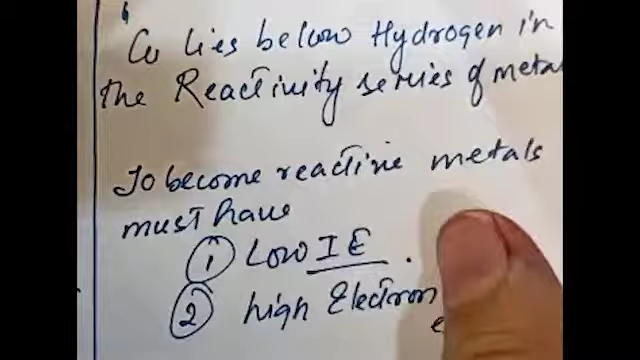 Cu lies below Hydrogen in
the Reactivity series of meta
To become reactive metals
must have
① Low IE .
② high Electron
e